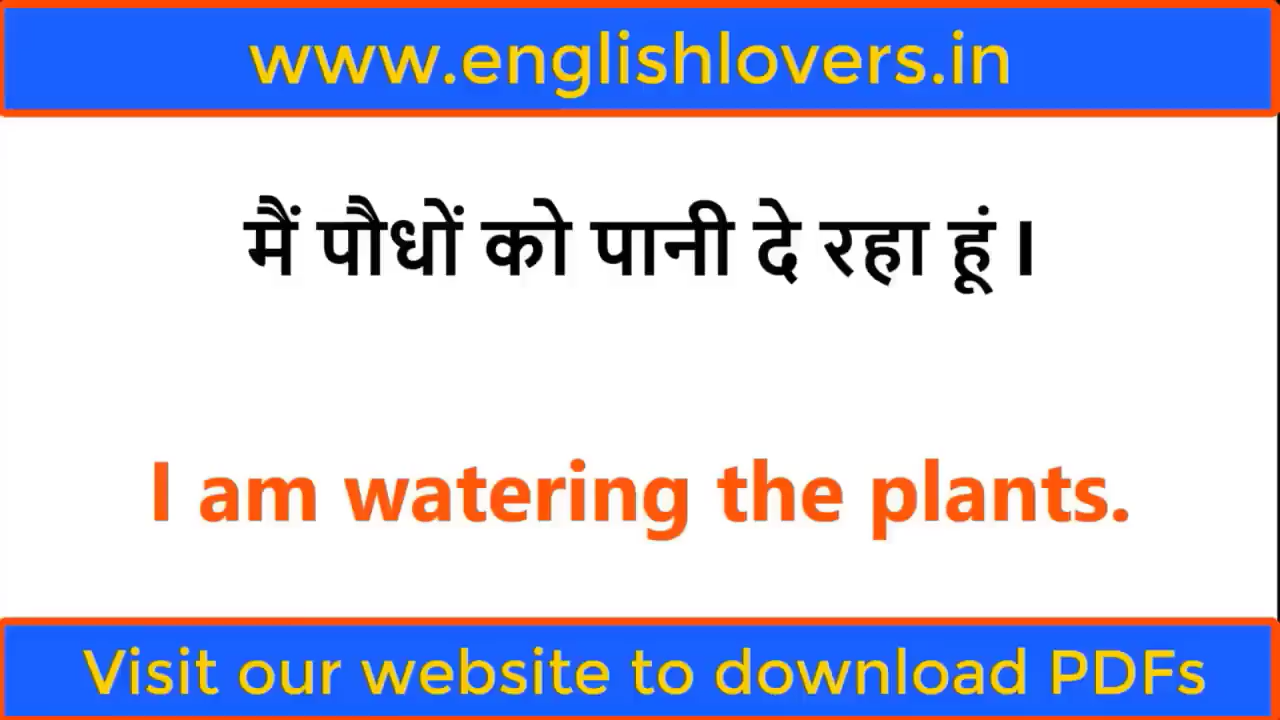 www.englishlovers.in
मैं पौधों को पानी दे रहा हूं ।
I am watering the plants.
Visit our website to download PDFs